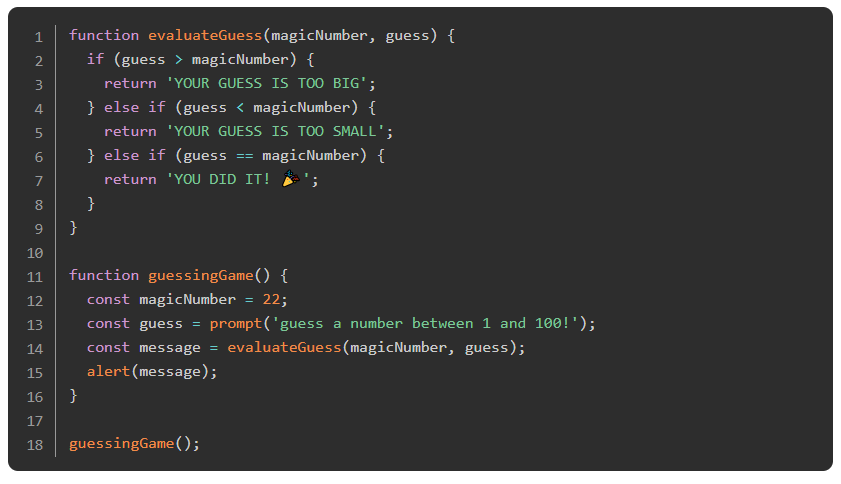 1 function evaluateGuess(magicNumber, guess) {
2   if (guess > magicNumber) {
3     return 'YOUR GUESS IS TOO BIG';
4   } else if (guess < magicNumber) {
5     return 'YOUR GUESS IS TOO SMALL';
6   } else if (guess == magicNumber) {
7     return 'YOU DID IT! 🎉';
8   }
9 }
10
11 function guessingGame() {
12   const magicNumber = 22;
13   const guess = prompt('guess a number between 1 and 100!');
14   const message = evaluateGuess(magicNumber, guess);
15   alert(message);
16 }
17
18 guessingGame();